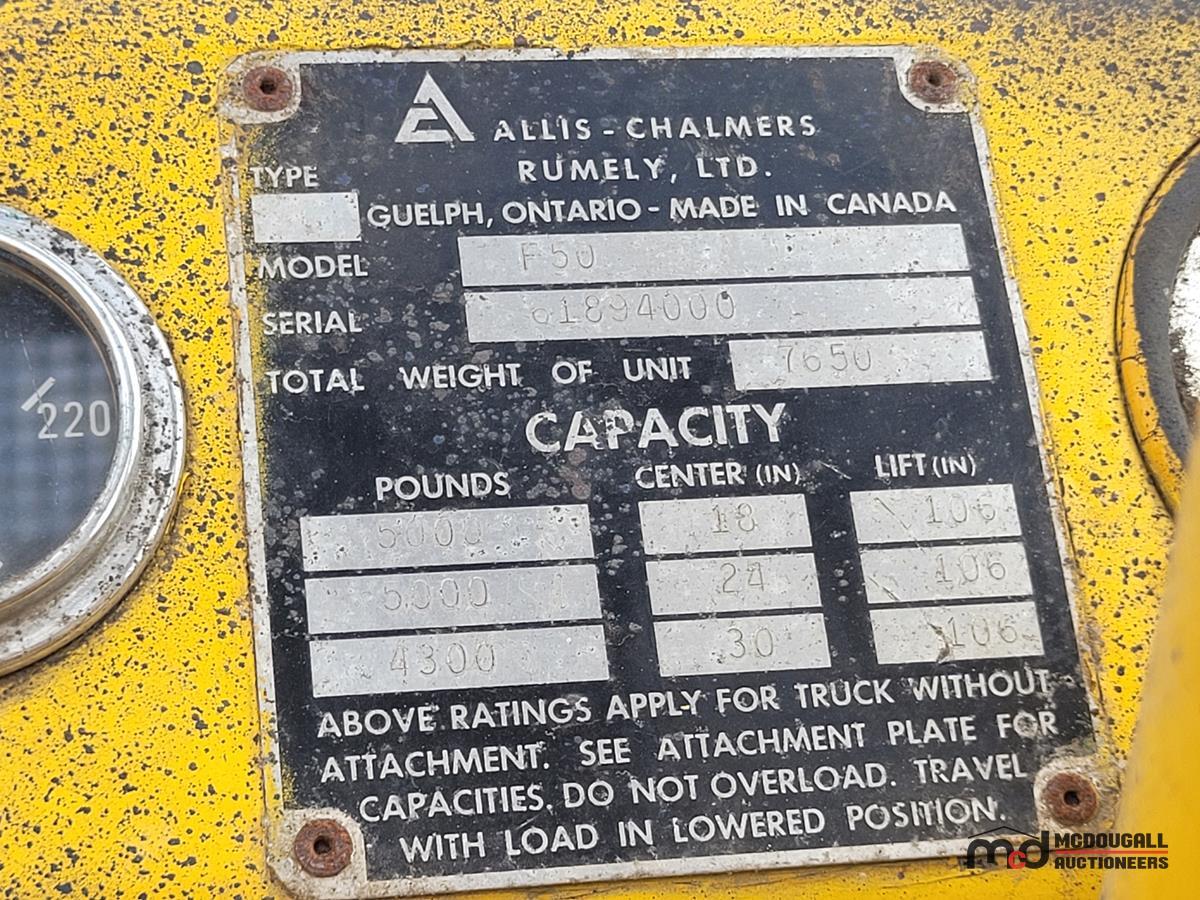 ALLIS-CHALMERS
RUMELY, LTD.
TYPE
GUELPH, ONTARIO - MADE IN CANADA
MODEL F50
SERIAL 61894000
TOTAL WEIGHT OF UNIT 7650
CAPACITY
POUNDS CENTER (IN) LIFT (IN)
5000 18 106
5000 24 106
4300 30 106
ABOVE RATINGS APPLY FOR TRUCK WITHOUT
ATTACHMENT. SEE ATTACHMENT PLATE FOR
CAPACITIES. DO NOT OVERLOAD. TRAVEL
WITH LOAD IN LOWERED POSITION.
220
mcd MCDOUGALL
AUCTIONEERS